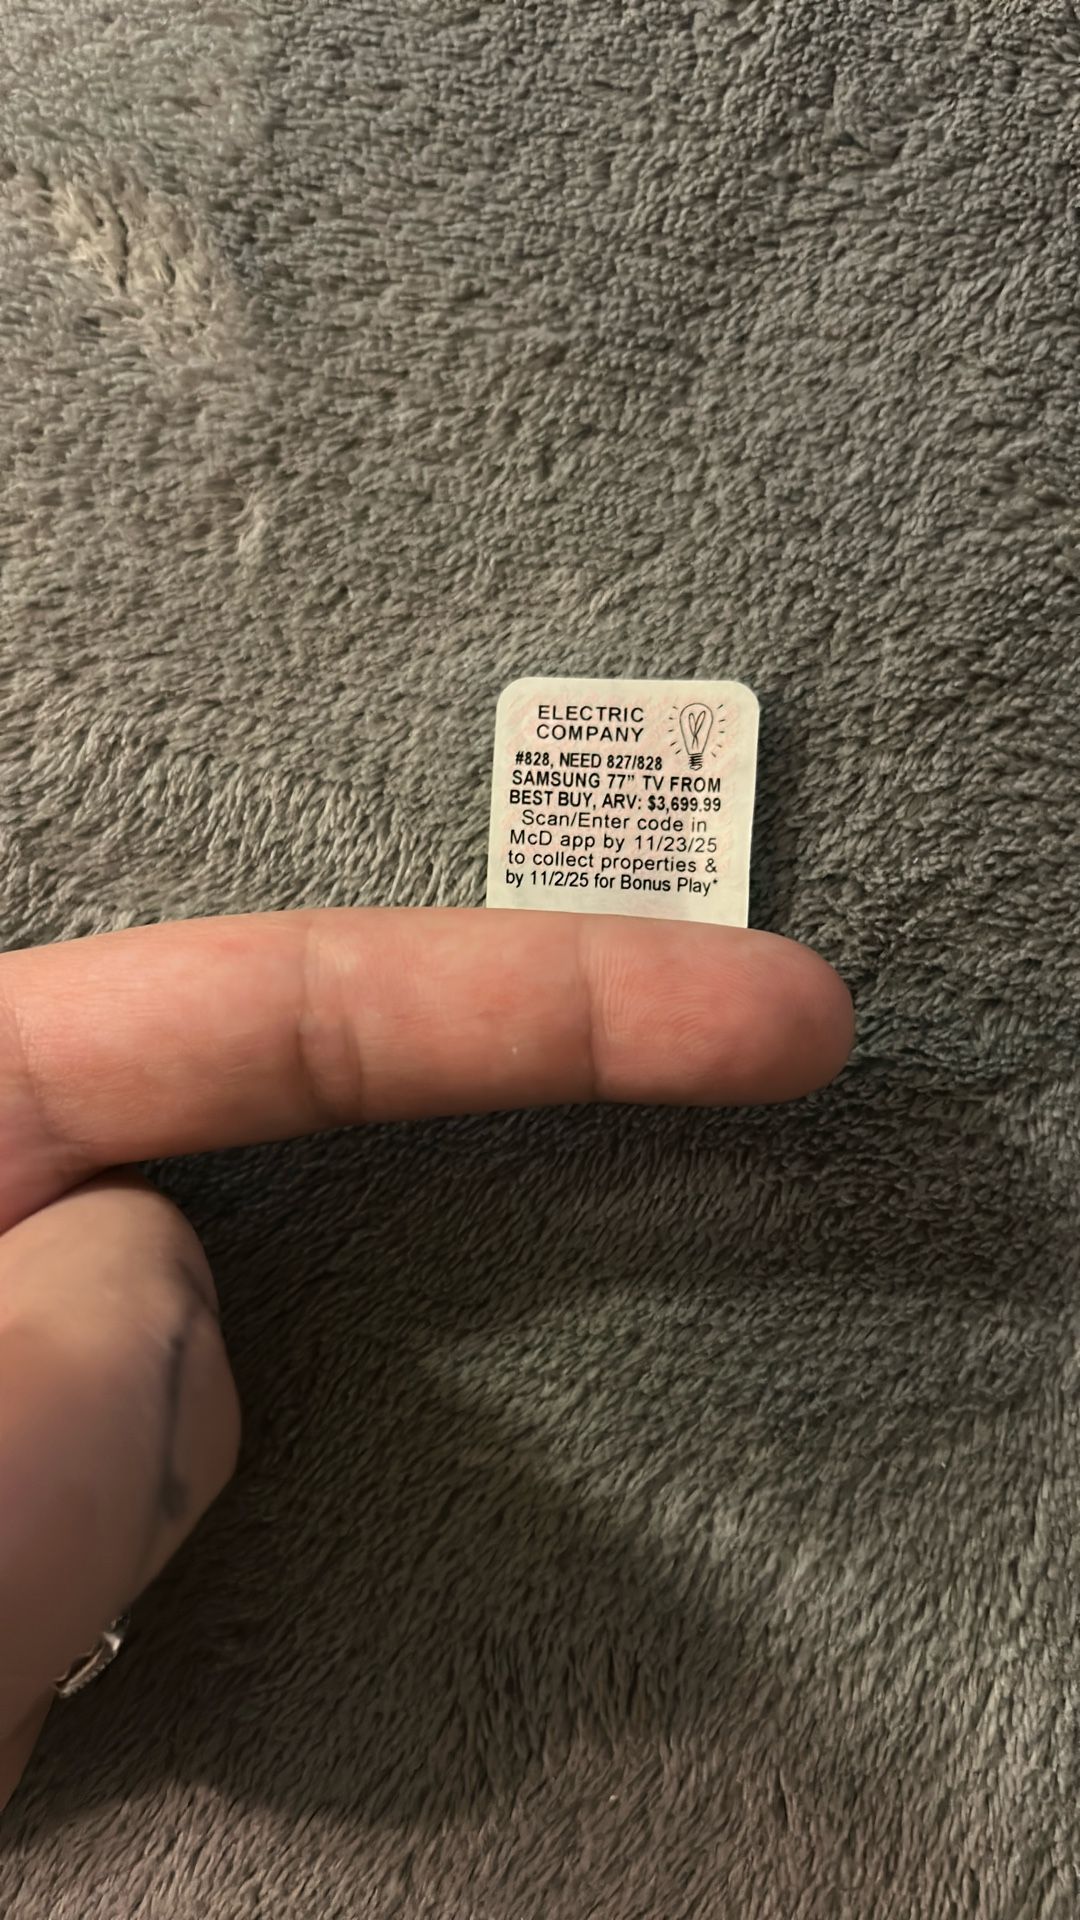 ELECTRIC
COMPANY
#828, NEED 827/828
SAMSUNG 77" TV FROM
BEST BUY, ARV: $3,699.99
Scan/Enter code in
McD app by 11/23/25
to collect properties &
by 11/2/25 for Bonus Play*